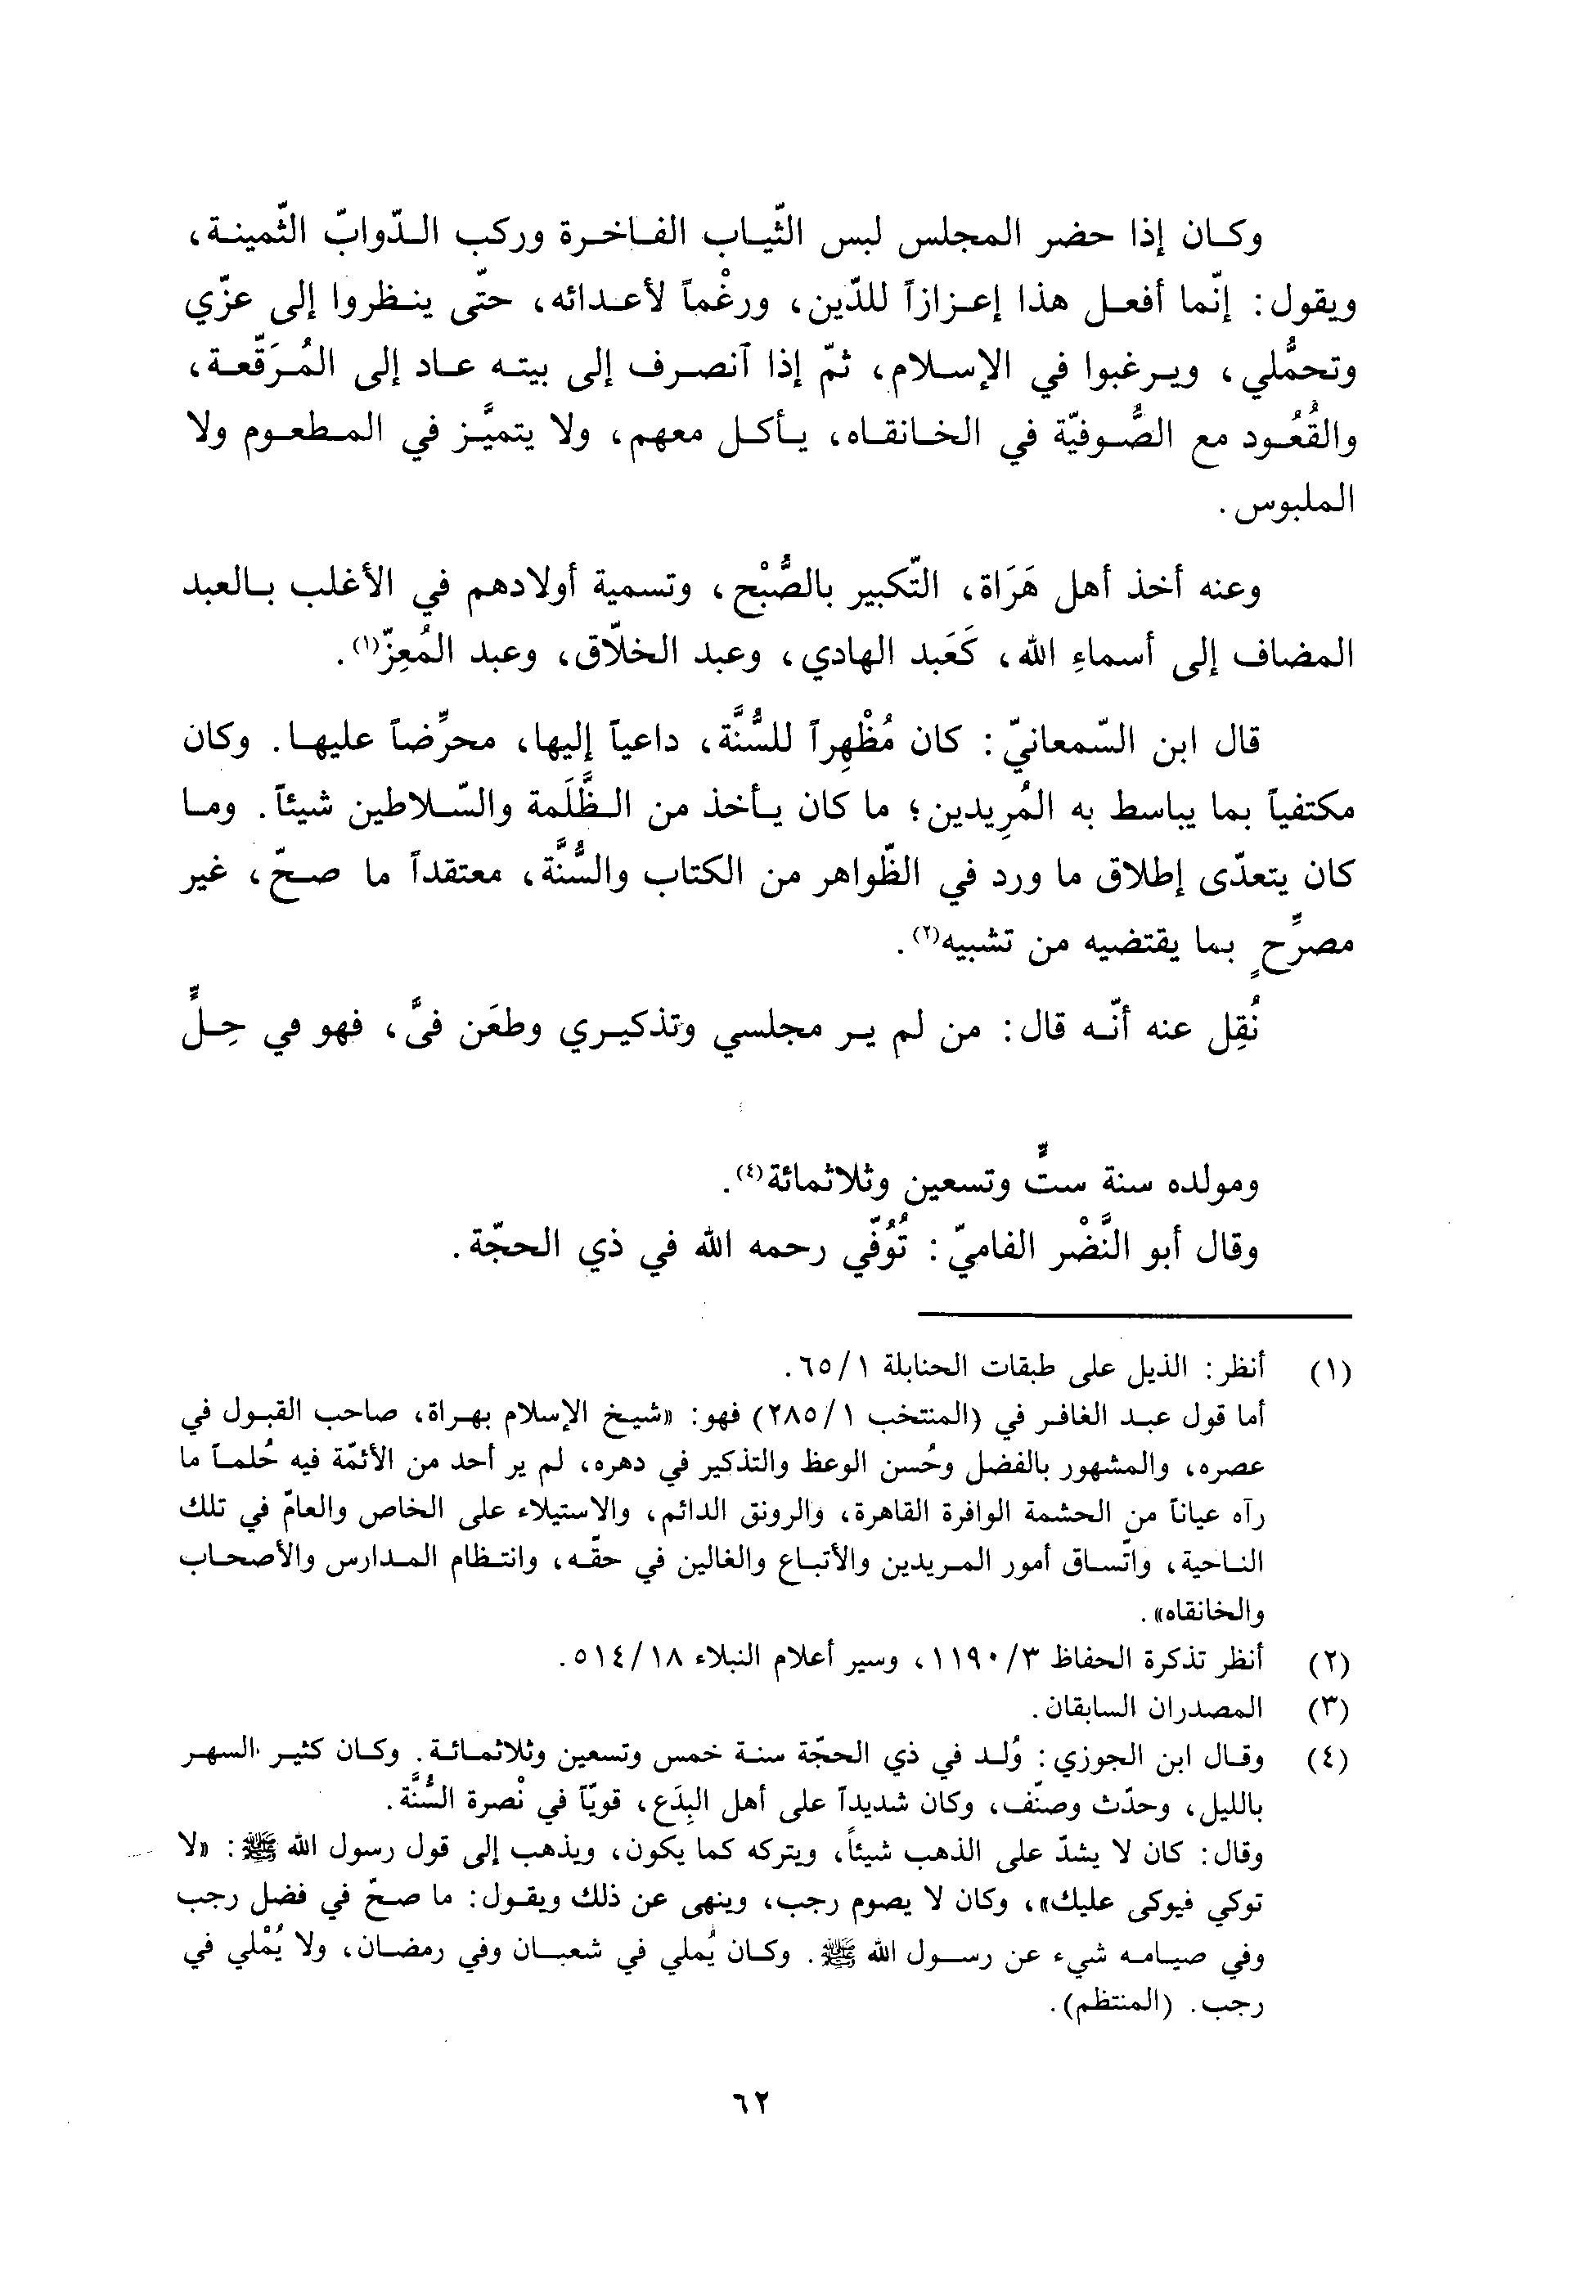 وكان إذا حضر المجلس لبس الثّياب الفاخرة وركب الدّوابّ الثّمينة،
ويقول: إنّما أفعل هذا إعزازاً للدّين، ورغْماً لأعدائه، حتّى ينظروا إلى عزّي
وتحمُّلي، ويرغبوا في الإسلام، ثمّ إذا آنصرف إلى بيته عاد إلى المُرَقّعة،
والقُعُود مع الصُّوفيّة في الخانقاه، يأكل معهم، ولا يتميَّز في المطعوم ولا
الملبوس.
وعنه أخذ أهل هَرَاة، التّكبير بالصُّبْح، وتسمية أولادهم في الأغلب بالعبد
المضاف إلى أسماءِ الله، كَعَبد الهادي، وعبد الخلّاق، وعبد المُعِزّ(١).
قال ابن السّمعانيّ: كان مُظْهِراً للسُّنَّة، داعياً إليها، محرِّضاً عليها. وكان
مكتفياً بما يباسط به المُرِيدين؛ ما كان يأخذ من الظَّلَمة والسّلاطين شيئاً. وما
كان يتعدّى إطلاق ما ورد في الظّواهر من الكتاب والسُّنَّة، معتقداً ما صحّ، غير
مصرِّحٍ بما يقتضيه من تشبيه(٢).
نُقِل عنه أنّه قال: من لم ير مجلسي وتذكيري وطعَن فىَّ، فهو في حِلٍّ
ومولده سنة ستٍّ وتسعين وثلاثمائة(٤).
وقال أبو النَّضْر الفاميّ: تُوُفّي رحمه الله في ذي الحجّة.
(١) أنظر: الذيل على طبقات الحنابلة ٦٥/١.
أما قول عبد الغافر في (المنتخب ٢٨٥/١) فهو: «شيخ الإسلام بهراة، صاحب القبول في
عصره، والمشهور بالفضل وحُسن الوعظ والتذكير في دهره، لم ير أحد من الأئمّة فيه حُلماً ما
رآه عياناً من الحشمة الوافرة القاهرة، والرونق الدائم، والاستيلاء على الخاص والعامّ في تلك
الناحية، واتّساق أمور المريدين والأتباع والغالين في حقّه، وانتظام المدارس والأصحاب
والخانقاه».
(٢) أنظر تذكرة الحفاظ ١١٩٠/٣، وسير أعلام النبلاء ٥١٤/١٨.
(٣) المصدران السابقان.
(٤) وقال ابن الجوزي: وُلد في ذي الحجّة سنة خمس وتسعين وثلاثمائة. وكان كثير السهر
بالليل، وحدّث وصنّف، وكان شديداً على أهل البِدَع، قويّاً في نْصرة السُّنَّة.
وقال: كان لا يشدّ على الذهب شيئاً، ويتركه كما يكون، ويذهب إلى قول رسول الله ﷺ: «لا
توكي فيوكى عليك»، وكان لا يصوم رجب، وينهى عن ذلك ويقول: ما صحّ في فضل رجب
وفي صيامه شيء عن رسول الله ﷺ. وكان يُملي في شعبان وفي رمضان، ولا يُمْلي في
رجب. (المنتظم).
٦٢